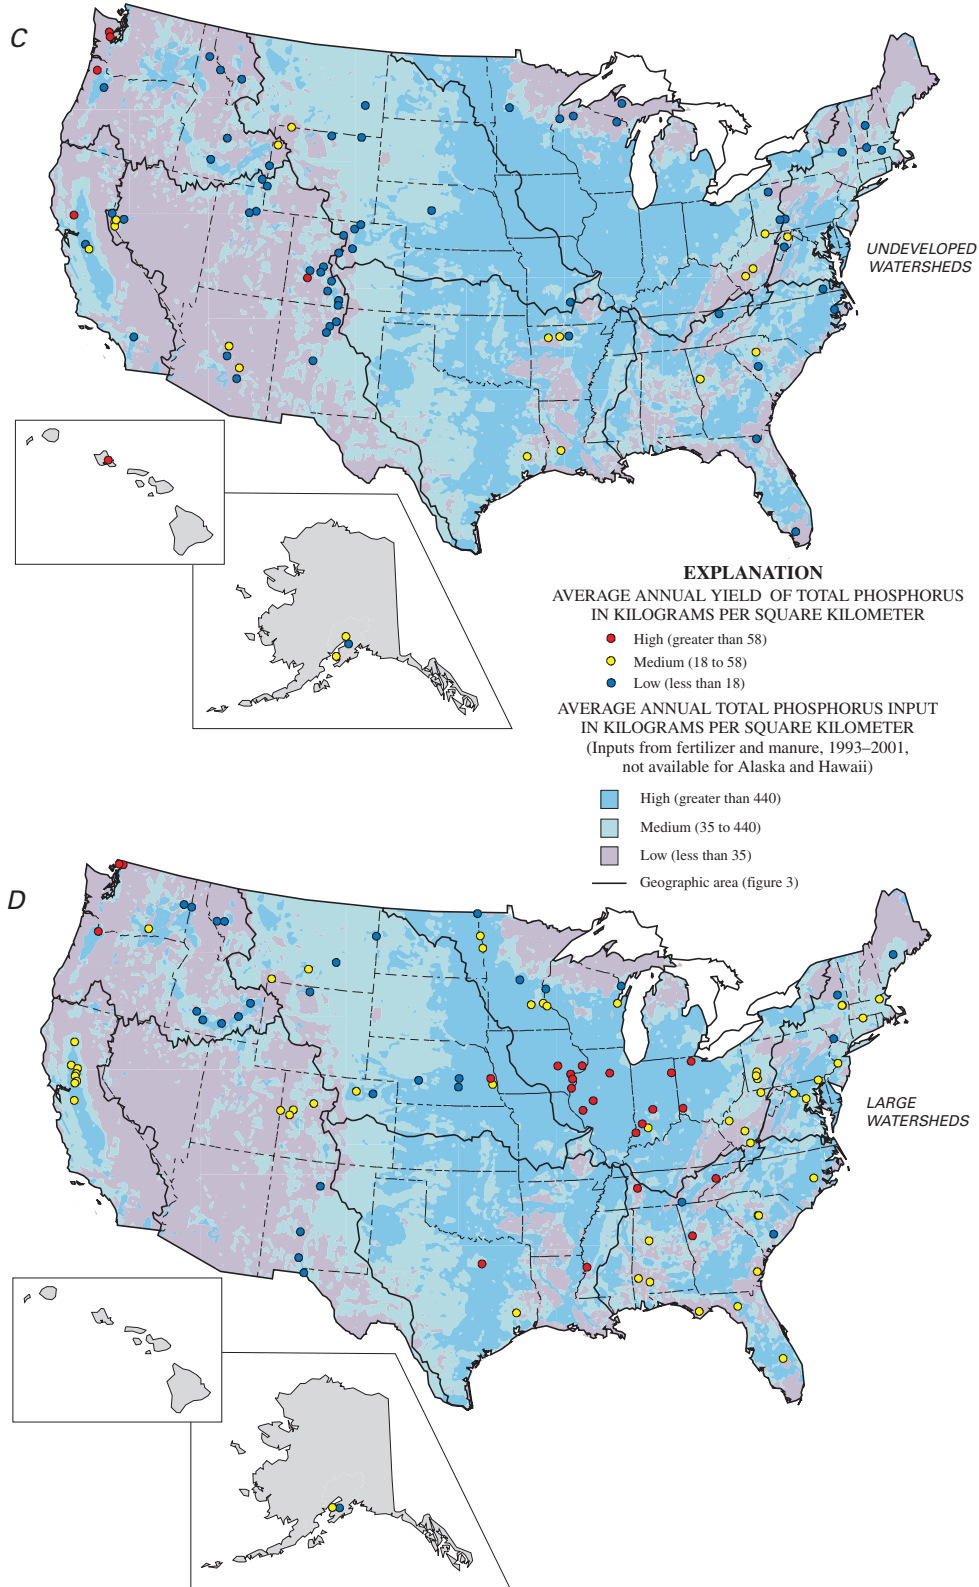 C
UNDEVELOPED
WATERSHEDS
EXPLANATION
AVERAGE ANNUAL YIELD OF TOTAL PHOSPHORUS
IN KILOGRAMS PER SQUARE KILOMETER
High (greater than 58)
Medium (18 to 58)
Low (less than 18)
AVERAGE ANNUAL TOTAL PHOSPHORUS INPUT
IN KILOGRAMS PER SQUARE KILOMETER
(Inputs from fertilizer and manure, 1993–2001,
not available for Alaska and Hawaii)
High (greater than 440)
Medium (35 to 440)
Low (less than 35)
Geographic area (figure 3)
D
LARGE
WATERSHEDS